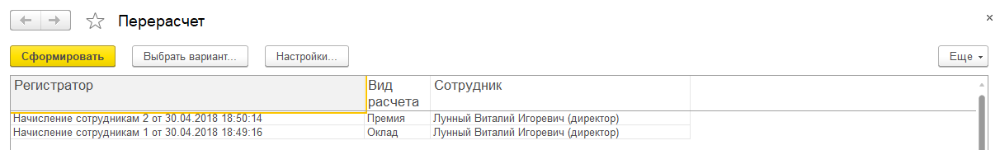 Перерасчет
Сформировать Выбрать вариант... Настройки... Еще
Регистратор Вид расчета Сотрудник
Начисление сотрудникам 2 от 30.04.2018 18:50:14 Премия Лунный Виталий Игоревич (директор)
Начисление сотрудникам 1 от 30.04.2018 18:49:16 Оклад Лунный Виталий Игоревич (директор)